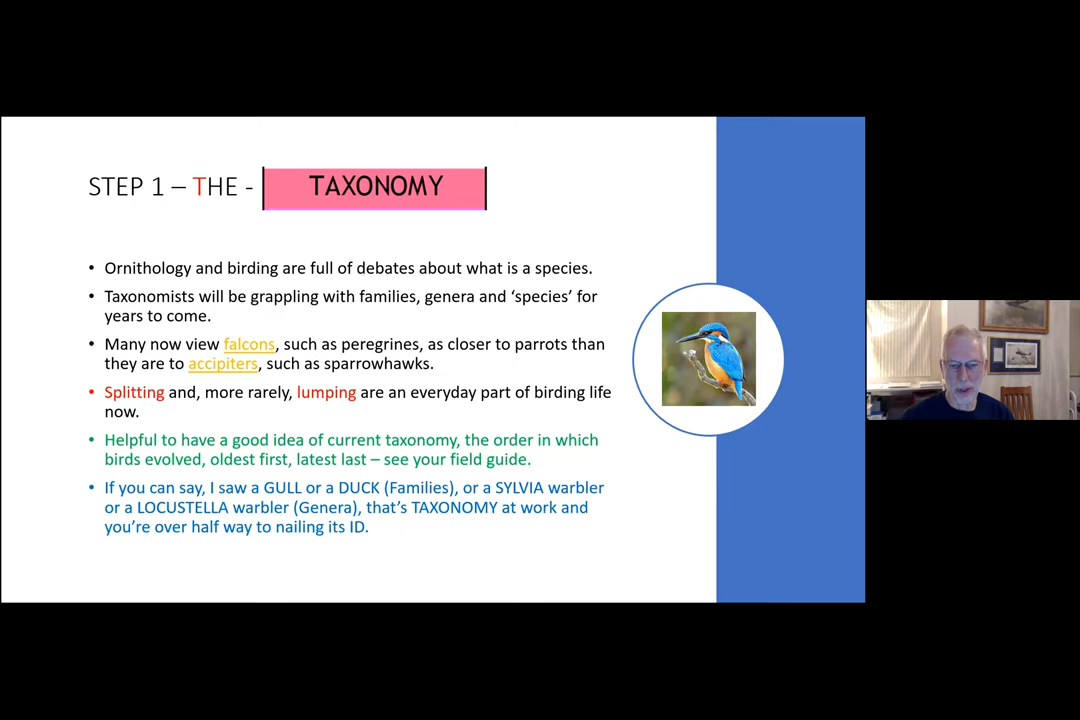 STEP 1 – THE - TAXONOMY
• Ornithology and birding are full of debates about what is a species.
• Taxonomists will be grappling with families, genera and ‘species’ for
years to come.
• Many now view falcons, such as peregrines, as closer to parrots than
they are to accipiters, such as sparrowhawks.
• Splitting and, more rarely, lumping are an everyday part of birding life
now.
• Helpful to have a good idea of current taxonomy, the order in which
birds evolved, oldest first, latest last – see your field guide.
• If you can say, I saw a GULL or a DUCK (Families), or a SYLVIA warbler
or a LOCUSTELLA warbler (Genera), that’s TAXONOMY at work and
you’re over half way to nailing its ID.